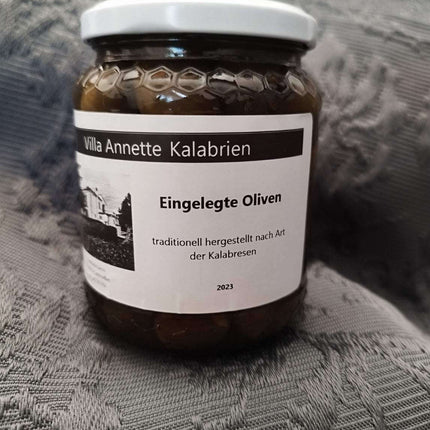 Villa Annette Kalabrien
Eingelegte Oliven
traditionell hergestellt nach Art
der Kalabresen
2023